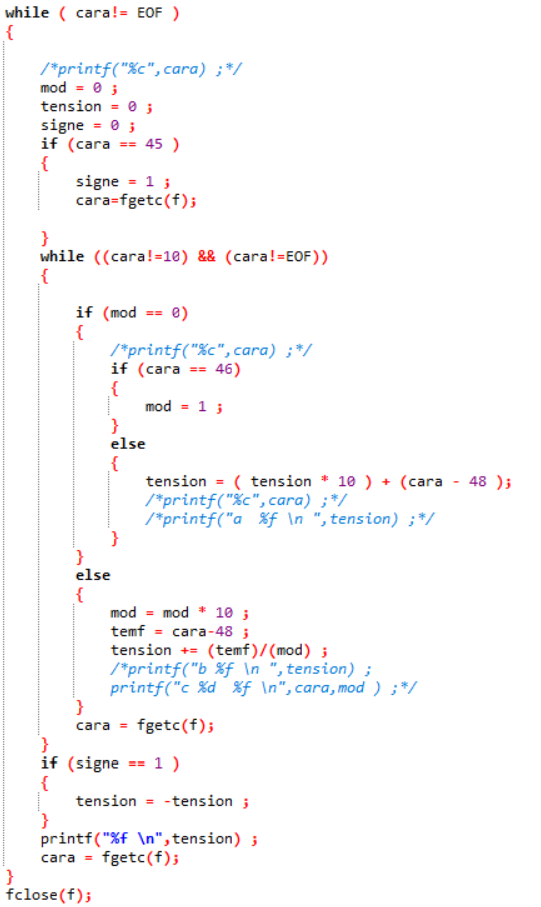 while ( cara!= EOF )
{
/*printf("%c",cara) ;*/
mod = 0 ;
tension = 0 ;
signe = 0 ;
if (cara == 45 )
{
signe = 1 ;
cara=fgetc(f);
}
while ((cara!=10) && (cara!=EOF))
{
if (mod == 0)
{
/*printf("%c",cara) ;*/
if (cara == 46)
{
mod = 1 ;
}
else
{
tension = ( tension * 10 ) + (cara - 48 );
/*printf("%c",cara) ;*/
/*printf("a  %f \n ",tension) ;*/
}
}
else
{
mod = mod * 10 ;
temf = cara-48 ;
tension += (temf)/(mod) ;
/*printf("b %f \n ",tension) ;
printf("c %d  %f \n",cara,mod ) ;*/
}
cara = fgetc(f);
}
if (signe == 1 )
{
tension = -tension ;
}
printf("%f \n",tension) ;
cara = fgetc(f);
}
fclose(f);